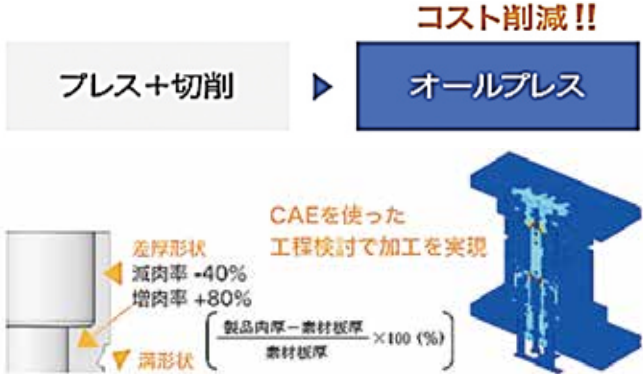 コスト削減!!
プレス+切削
オールプレス
CAEを使った
工程検討で加工を実現
差厚形状
減肉率 -40%
増肉率 +80%
製品肉厚-素材板厚
素材板厚
×100 (%)
溝形状